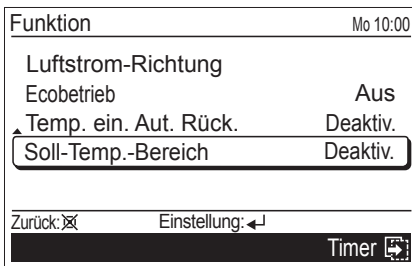 Funktion Mo 10:00
Luftstrom-Richtung
Ecobetrieb Aus
Temp. ein. Aut. Rück. Deaktiv.
Soll-Temp.-Bereich Deaktiv.
Zurück: Einstellung:
Timer